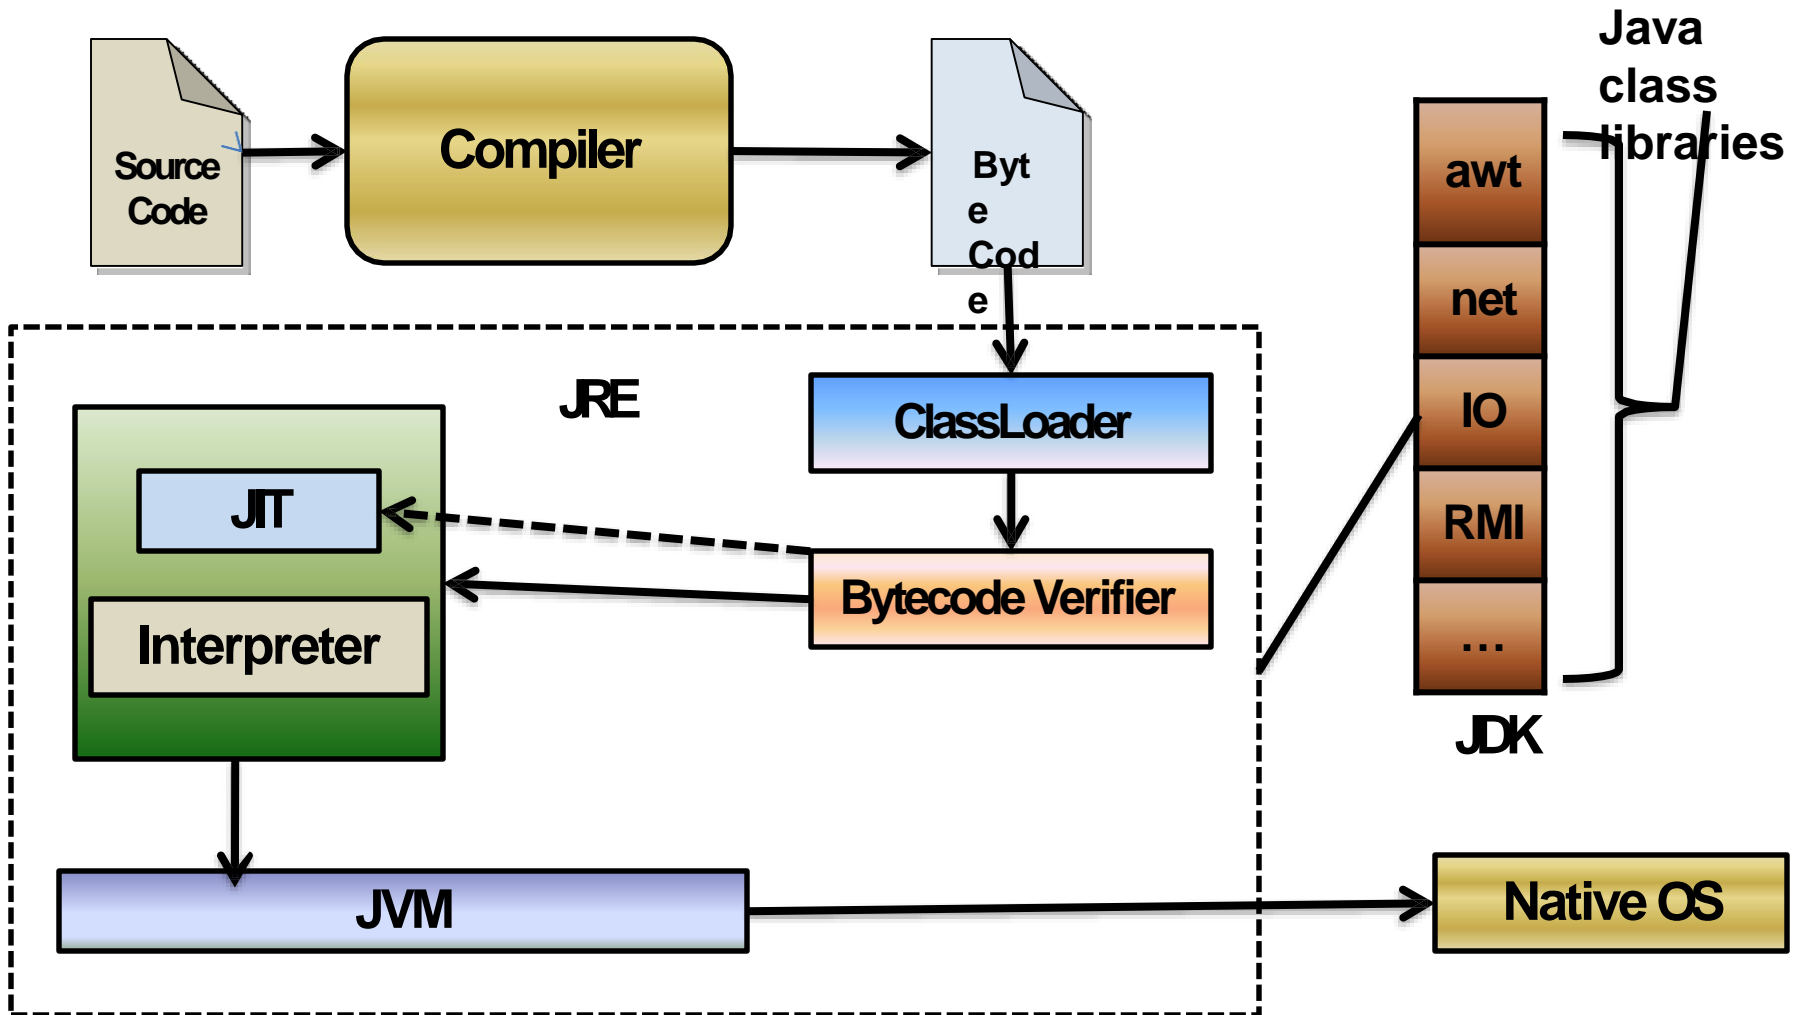 Source
Code
Compiler
Byt
e
Cod
e
Java
class
libraries
awt
net
IO
RMI
...
JDK
JRE
ClassLoader
JIT
Bytecode Verifier
Interpreter
JVM
Native OS